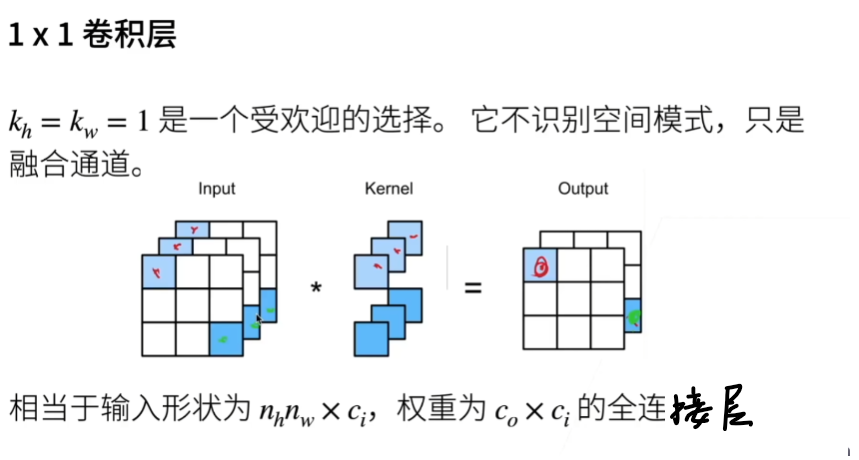 1 x 1 卷积层
k_h = k_w = 1 是一个受欢迎的选择。 它不识别空间模式，只是
融合通道。
Input Kernel Output
* =
相当于输入形状为 n_h n_w × c_i，权重为 c_o × c_i 的全连接层